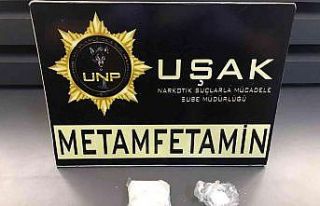 UNP
UŞAK
NARKOTİK SUÇLARLA MÜCADELE
ŞUBE MÜDÜRLÜĞÜ
METAMFETAMİN